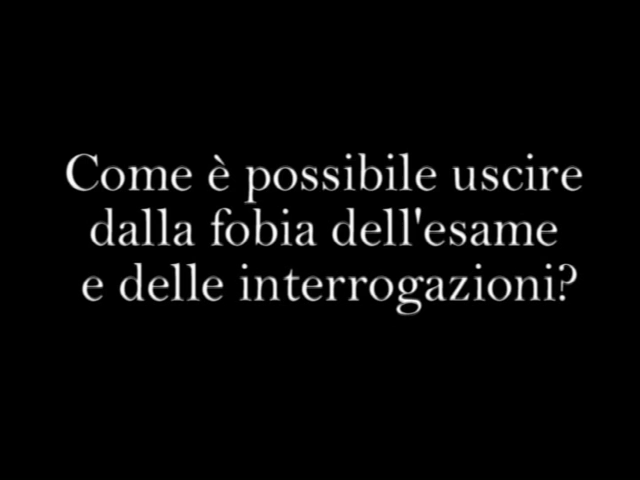 Come è possibile uscire
dalla fobia dell'esame
e delle interrogazioni?